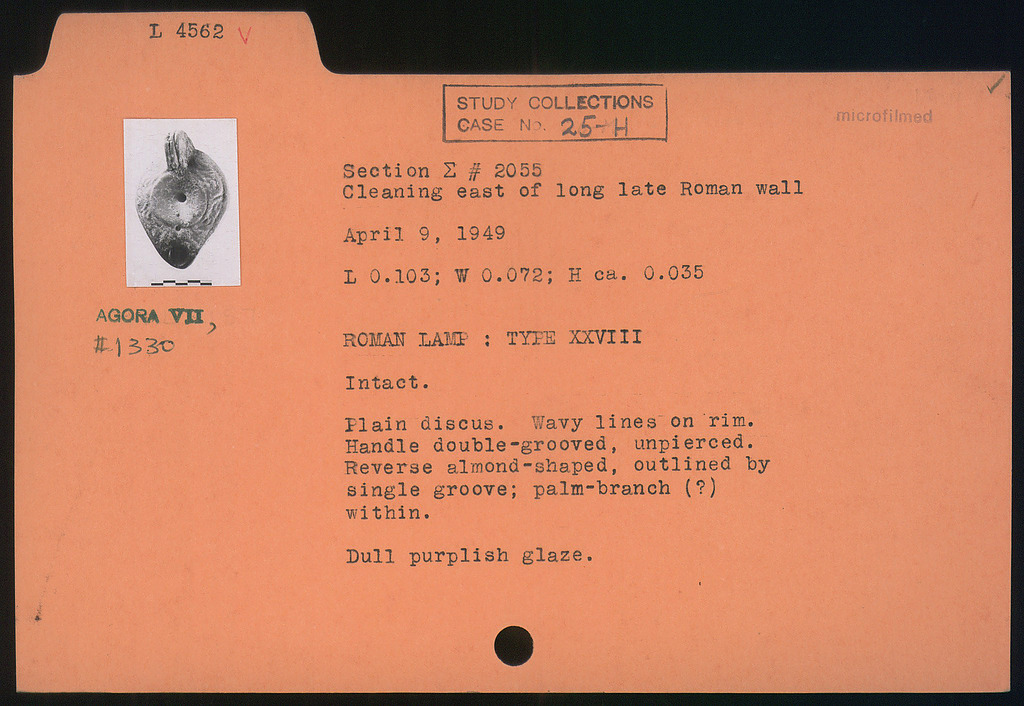 L 4562 V
STUDY COLLECTIONS
CASE No. 25-H
microfilmed
Section Σ # 2055
Cleaning east of long late Roman wall
April 9, 1949
L 0.103; W 0.072; H ca. 0.035
AGORA VII,
#1330
ROMAN LAMP : TYPE XXVIII
Intact.
Plain discus. Wavy lines on rim.
Handle double-grooved, unpierced.
Reverse almond-shaped, outlined by
single groove; palm-branch (?)
within.
Dull purplish glaze.